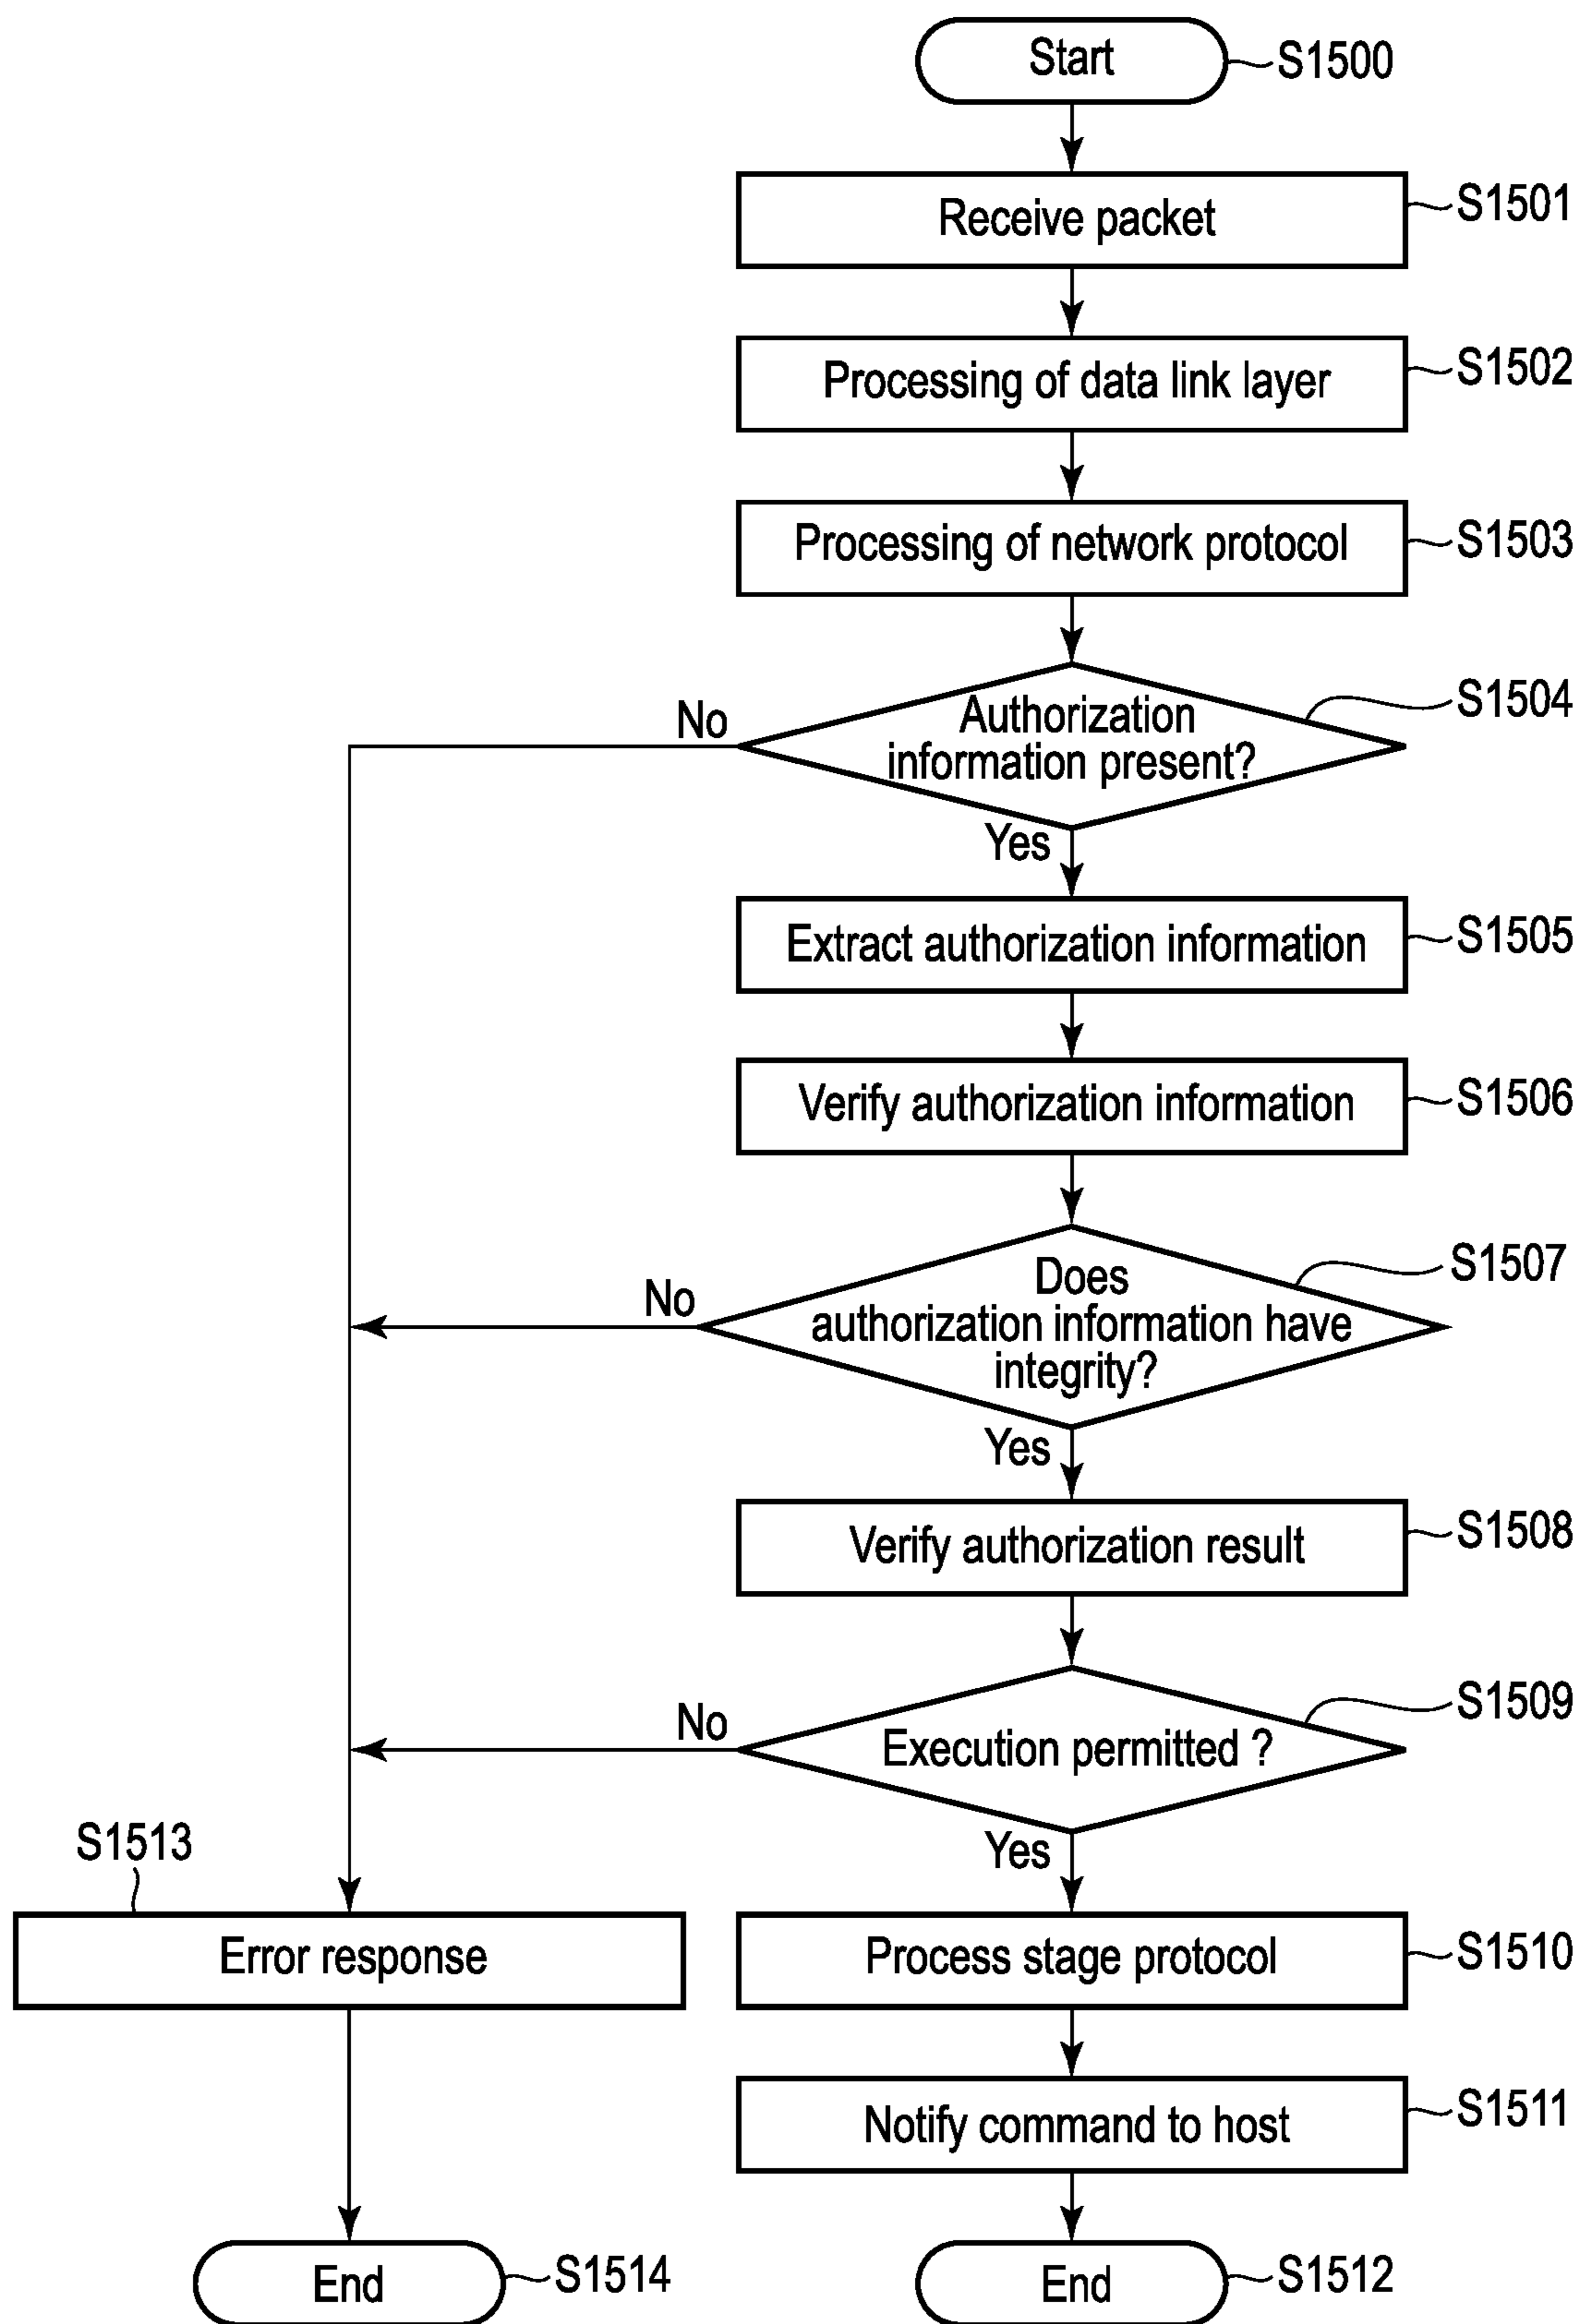 Start
S1500
Receive packet
S1501
Processing of data link layer
S1502
Processing of network protocol
S1503
Authorization
information present?
S1504
No
Yes
Extract authorization information
S1505
Verify authorization information
S1506
Does
authorization information have
integrity?
S1507
No
Yes
Verify authorization result
S1508
Execution permitted ?
S1509
No
Yes
S1513
Error response
Process stage protocol
S1510
Notify command to host
S1511
End
S1514
End
S1512